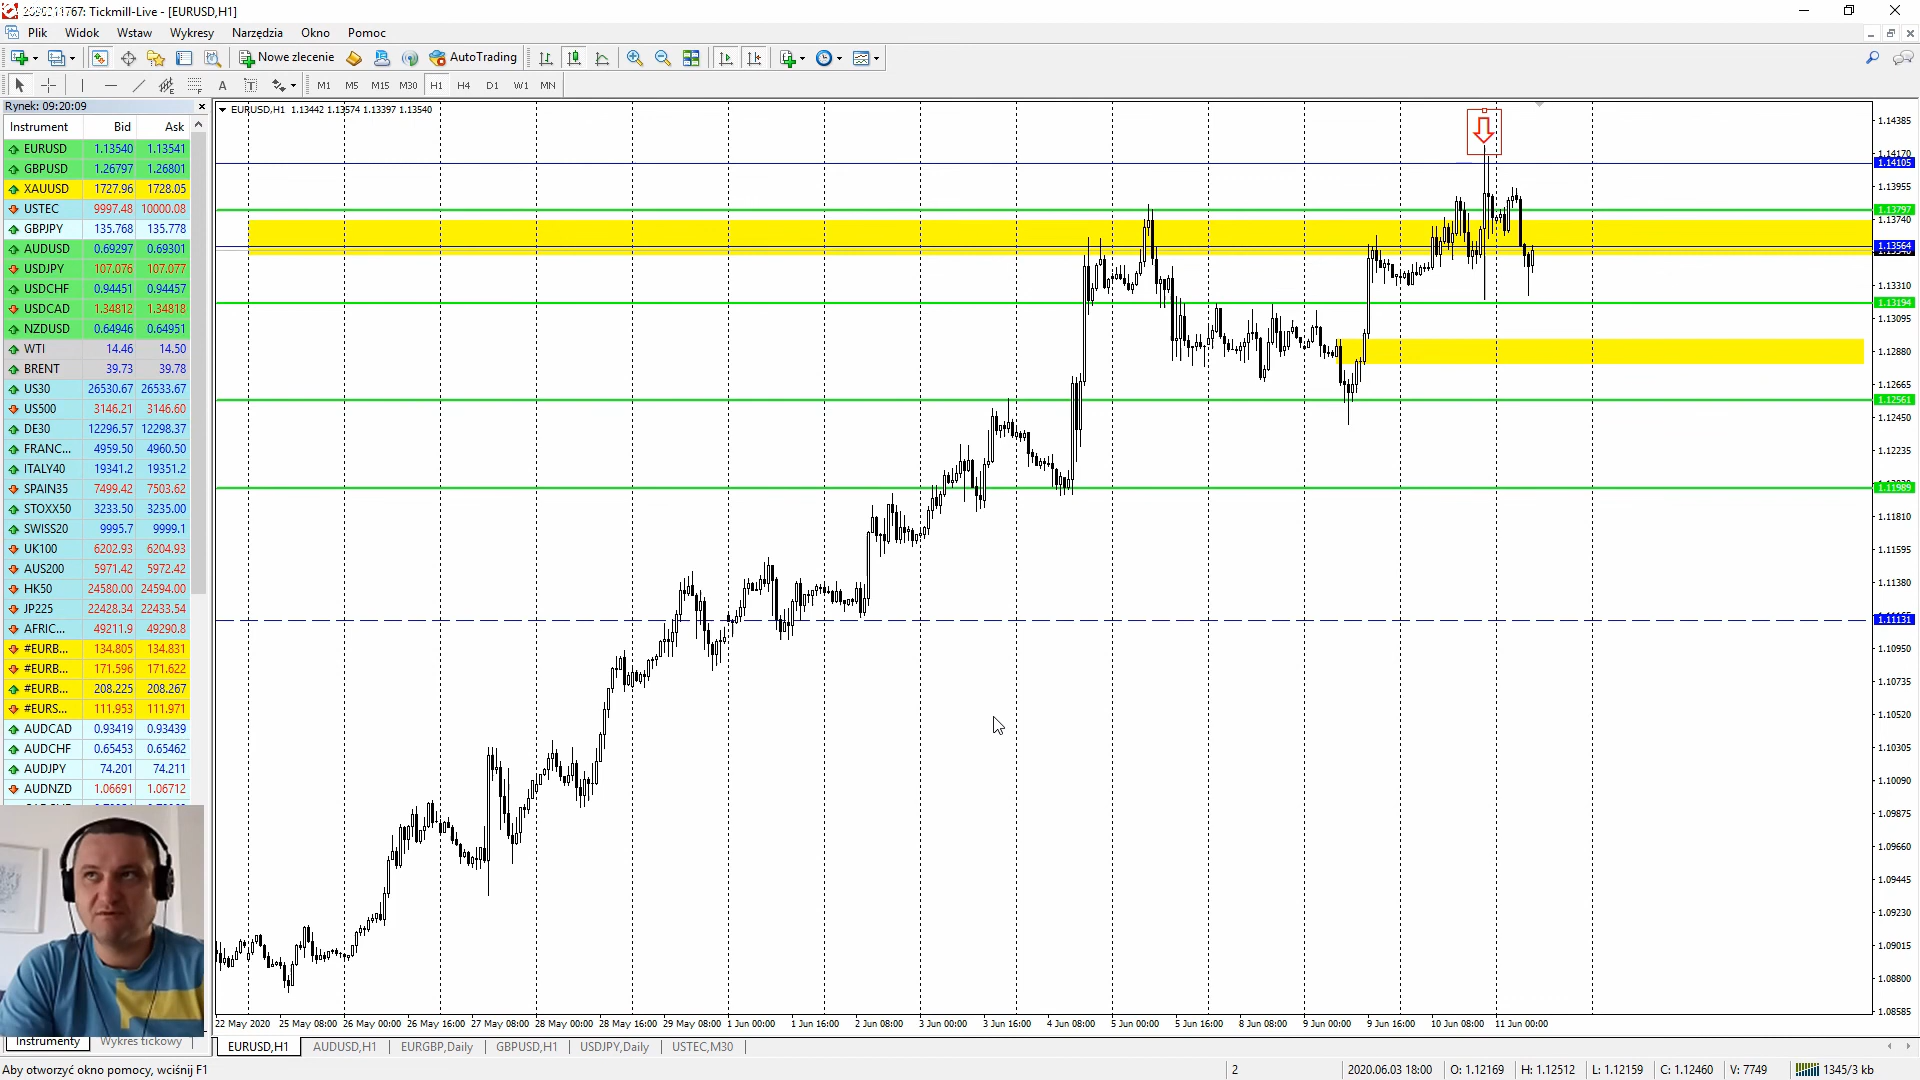 Tickmill-Live - [EURUSD,H1]
Plik Widok Wstaw Wykresy Narzędzia Okno Pomoc
Nowe zlecenie AutoTrading
A T M1 M5 M15 M30 H1 H4 D1 W1 MN
Rynek: 09:20:09
EURUSD,H1 1.13442 1.13574 1.13397 1.13540
Instrument Bid Ask
EURUSD 1.13540 1.13541
GBPUSD 1.26797 1.26801
XAUUSD 1727.96 1728.05
USTEC 9997.48 10000.08
GBPJPY 135.768 135.778
AUDUSD 0.69297 0.69301
USDJPY 107.076 107.077
USDCHF 0.94451 0.94457
USDCAD 1.34812 1.34818
NZDUSD 0.64946 0.64951
WTI 14.46 14.50
BRENT 39.73 39.78
US30 26530.67 26533.67
US500 3146.21 3146.60
DE30 12296.57 12298.37
FRANC... 4959.50 4960.50
ITALY40 19341.2 19351.2
SPAIN35 7499.42 7503.62
STOXX50 3233.50 3235.00
SWISS20 9995.7 9999.1
UK100 6202.93 6204.93
AUS200 5971.42 5972.42
HK50 24580.00 24594.00
JP225 22428.34 22433.54
AFRIC... 49211.9 49290.8
#EURB... 134.805 134.831
#EURB... 171.596 171.622
#EURB... 208.225 208.267
#EURS... 111.953 111.971
AUDCAD 0.93419 0.93439
AUDCHF 0.65453 0.65462
AUDJPY 74.201 74.211
AUDNZD 1.06691 1.06712
1.14385
1.14170
1.14105
1.13955
1.13797
1.13740
1.13564
1.13310
1.13194
1.13095
1.12880
1.12665
1.12561
1.12450
1.12235
1.11989
1.11810
1.11595
1.11380
1.11131
1.10950
1.10735
1.10520
1.10305
1.10090
1.09875
1.09660
1.09445
1.09230
1.09015
1.08800
1.08585
22 May 2020 25 May 08:00 26 May 00:00 26 May 16:00 27 May 08:00 28 May 00:00 28 May 16:00 29 May 08:00 1 Jun 00:00 1 Jun 16:00 2 Jun 08:00 3 Jun 00:00 3 Jun 16:00 4 Jun 08:00 5 Jun 00:00 5 Jun 16:00 8 Jun 08:00 9 Jun 00:00 9 Jun 16:00 10 Jun 08:00 11 Jun 00:00
Instrumenty Wykres tickowy
EURUSD,H1 AUDUSD,H1 EURGBP,Daily GBPUSD,H1 USDJPY,Daily USTEC,M30
Aby otworzyć okno pomocy, wciśnij F1 2 2020.06.03 18:00 O: 1.12169 H: 1.12512 L: 1.12159 C: 1.12460 V: 7749 1345/3 kb